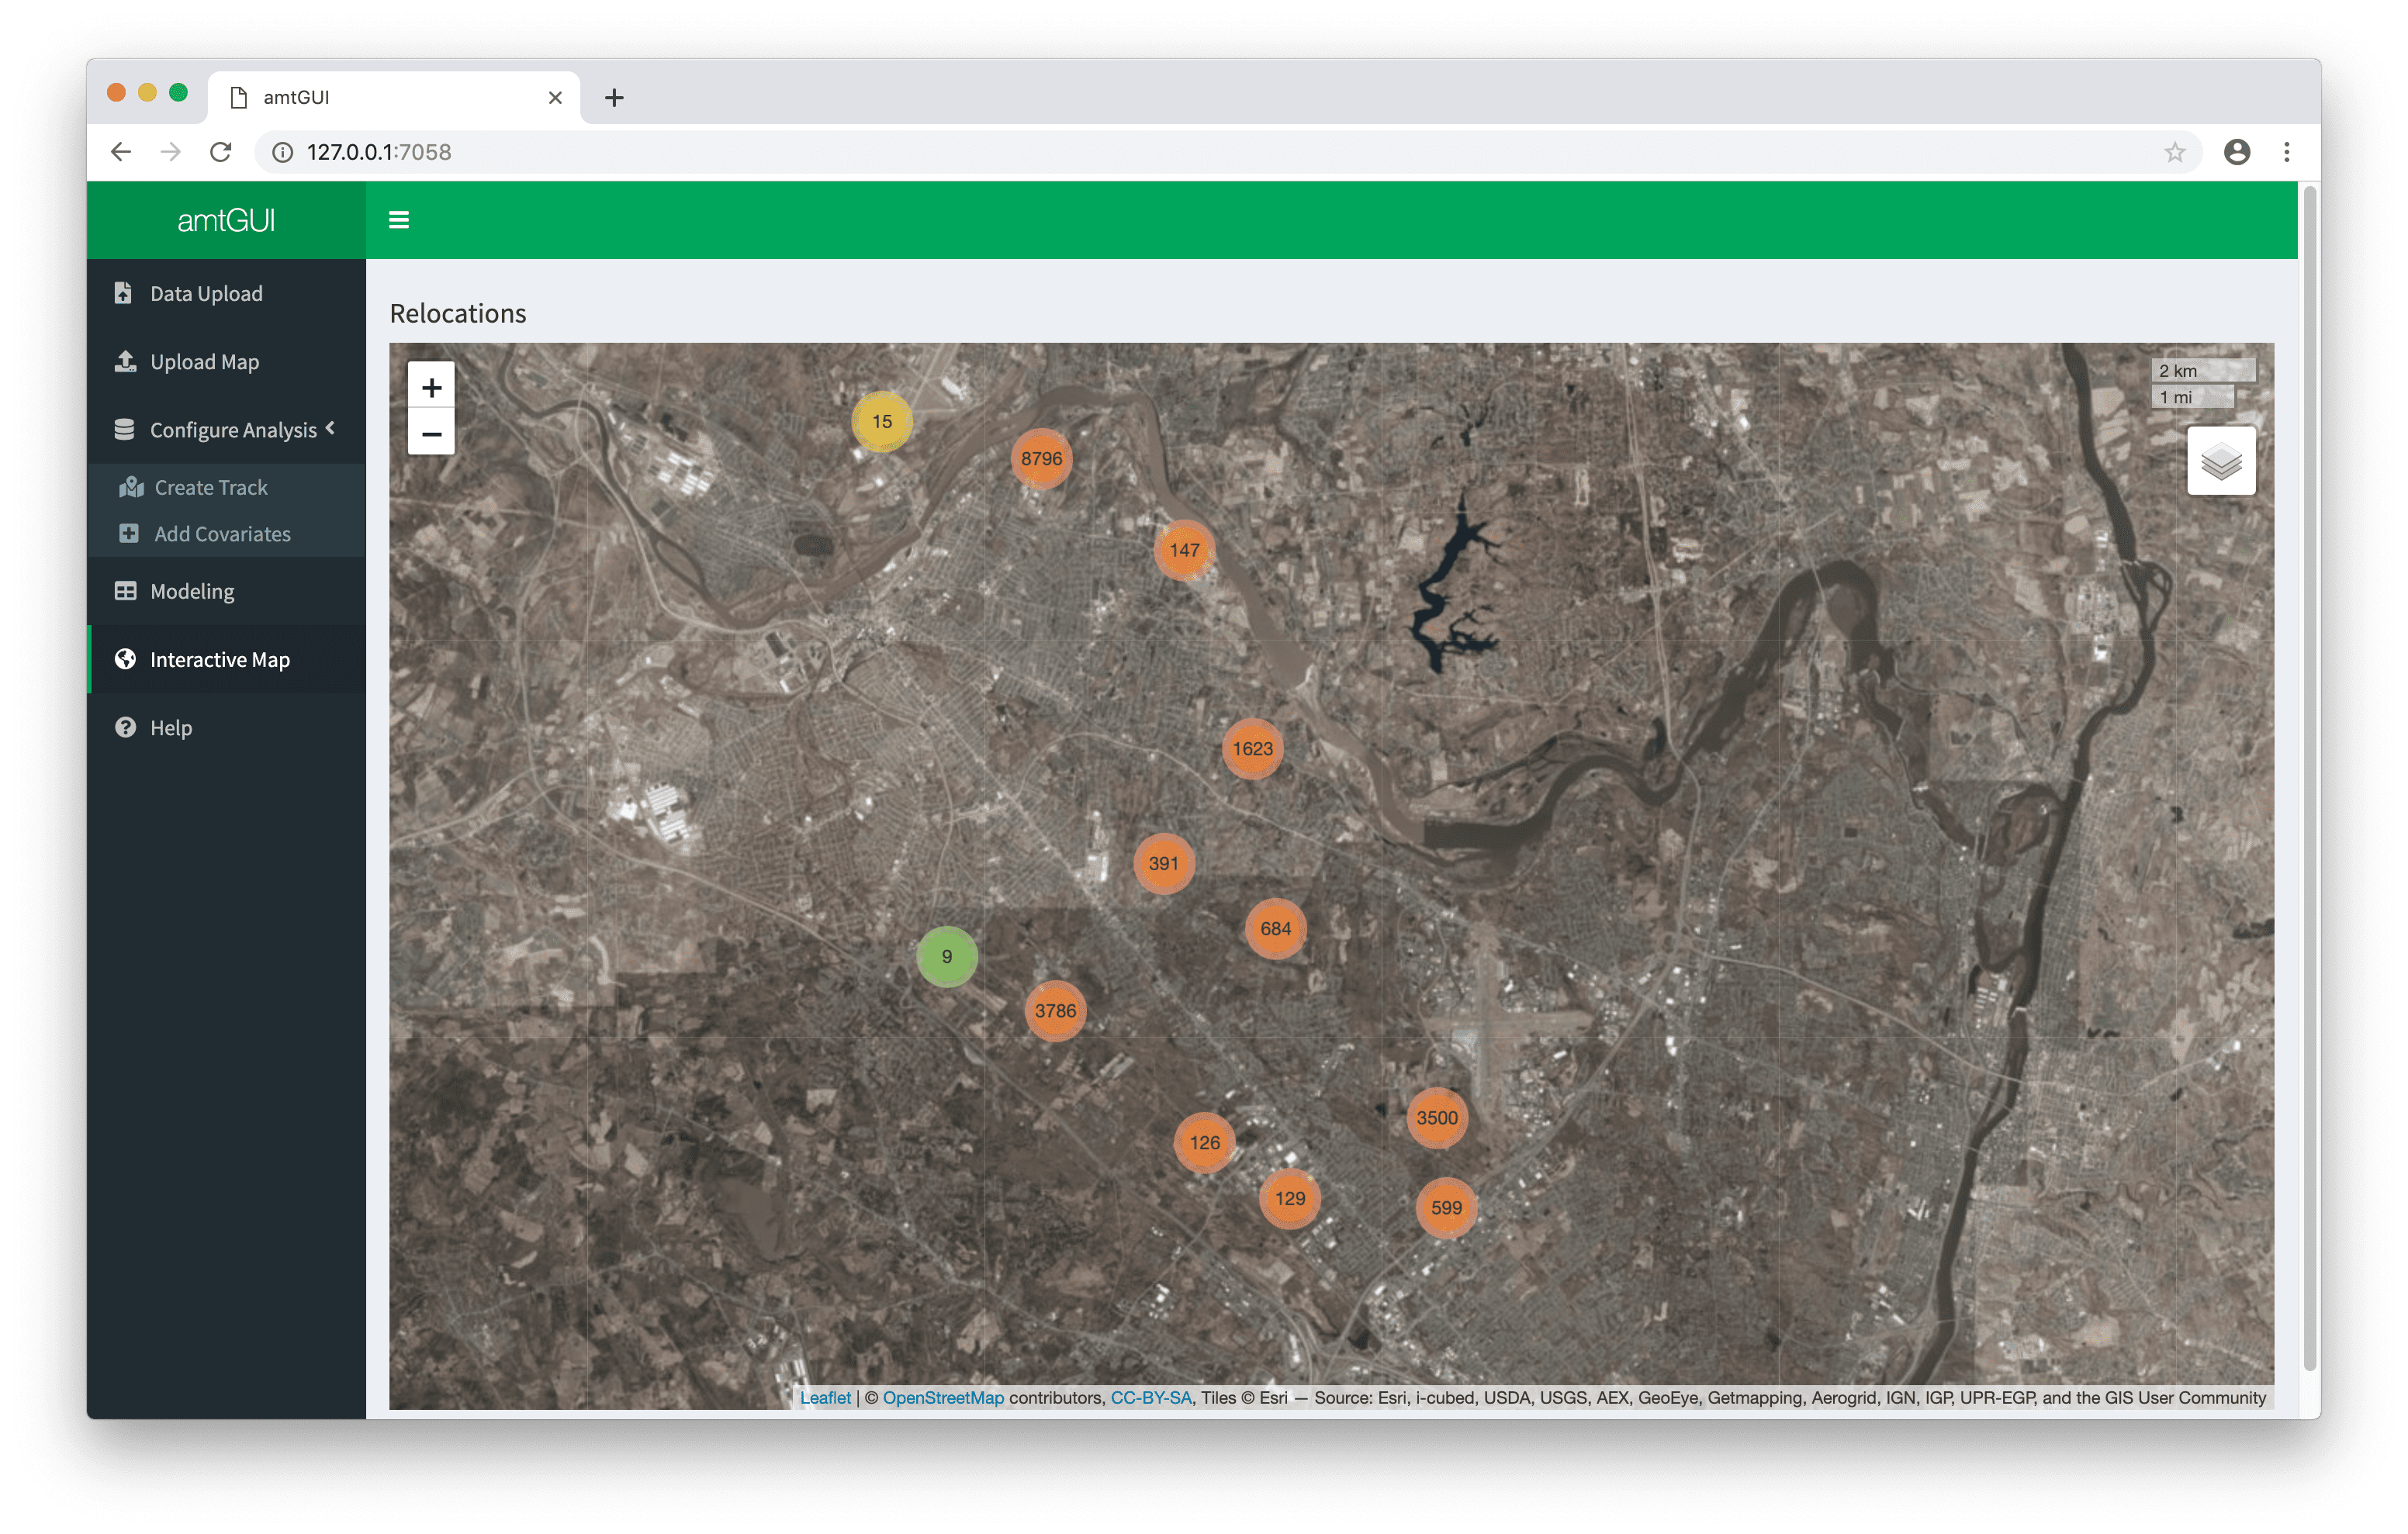 amtGUI
127.0.0.1:7058
amtGUI
Data Upload
Upload Map
Configure Analysis
Create Track
Add Covariates
Modeling
Interactive Map
Help
Relocations
+
−
2 km
1 mi
15
8796
147
1623
391
684
9
3786
3500
126
129
599
Leaflet | © OpenStreetMap contributors, CC-BY-SA, Tiles © Esri — Source: Esri, i-cubed, USDA, USGS, AEX, GeoEye, Getmapping, Aerogrid, IGN, IGP, UPR-EGP, and the GIS User Community